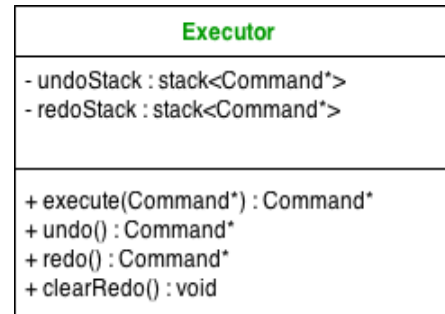 Executor
- undoStack : stack<Command*>
- redoStack : stack<Command*>
+ execute(Command*) : Command*
+ undo() : Command*
+ redo() : Command*
+ clearRedo() : void